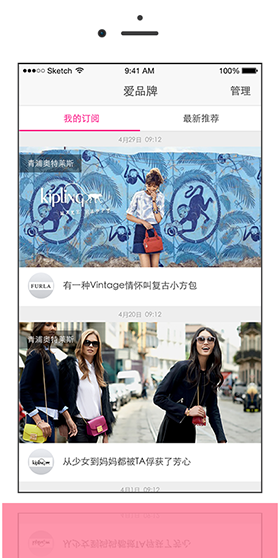 Sketch 9:41 AM 100%
爱品牌 管理
我的订阅 最新推荐
4月29日 09:12
青浦奥特莱斯
kipling
FURLA 有一种Vintage情怀叫复古小方包
4月20日 09:12
青浦奥特莱斯
kipling 从少女到妈妈都被TA俘获了芳心
4月1日 09:12